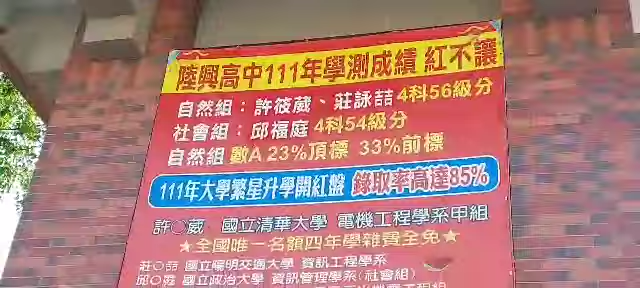 陸興高中111年學測成績 紅不讓
自然組：許筱葳、莊詠喆4科56級分
社會組：邱福庭 4科54級分
自然組 數A 23%頂標 33%前標
111年大學繁星升學開紅盤 錄取率高達85%
許○葳 國立清華大學 電機工程學系甲組
★全國唯一名額四年學雜費全免★
莊○喆 國立陽明交通大學 資訊工程學系
邱○庭 國立政治大學 資訊管理學系(社會組)